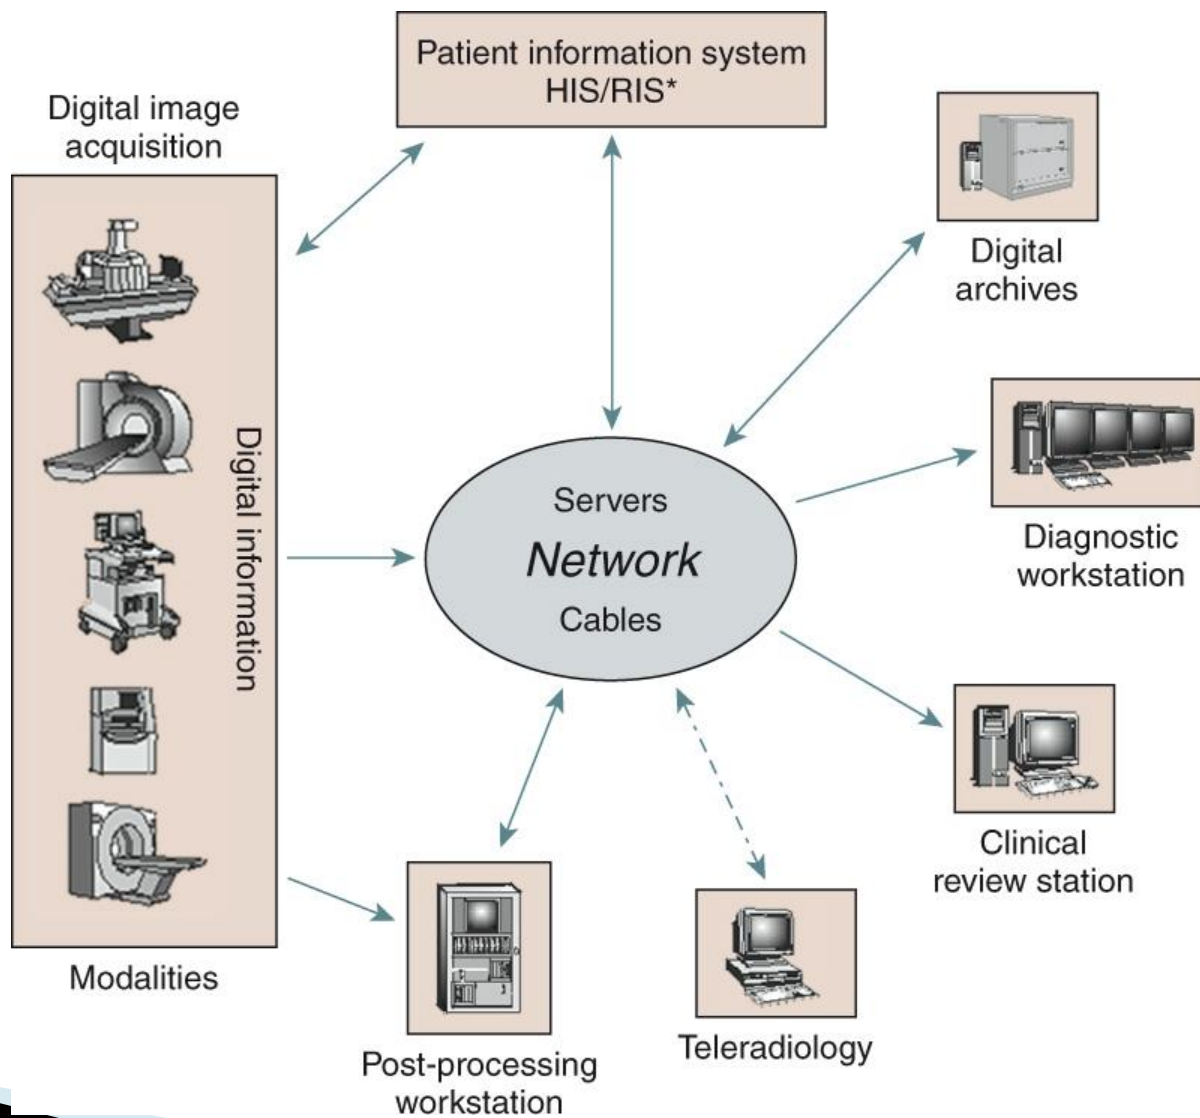 Patient information system
HIS/RIS*
Digital image
acquisition
Digital information
Modalities
Servers
Network
Cables
Digital
archives
Diagnostic
workstation
Clinical
review station
Teleradiology
Post-processing
workstation